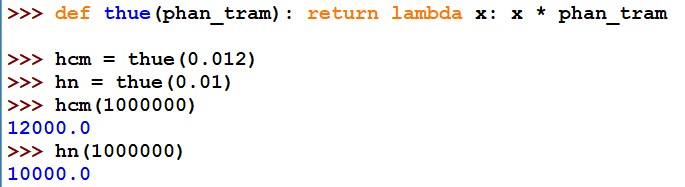 >>> def thue(phan_tram): return lambda x: x * phan_tram
>>> hcm = thue(0.012)
>>> hn = thue(0.01)
>>> hcm(1000000)
12000.0
>>> hn(1000000)
10000.0